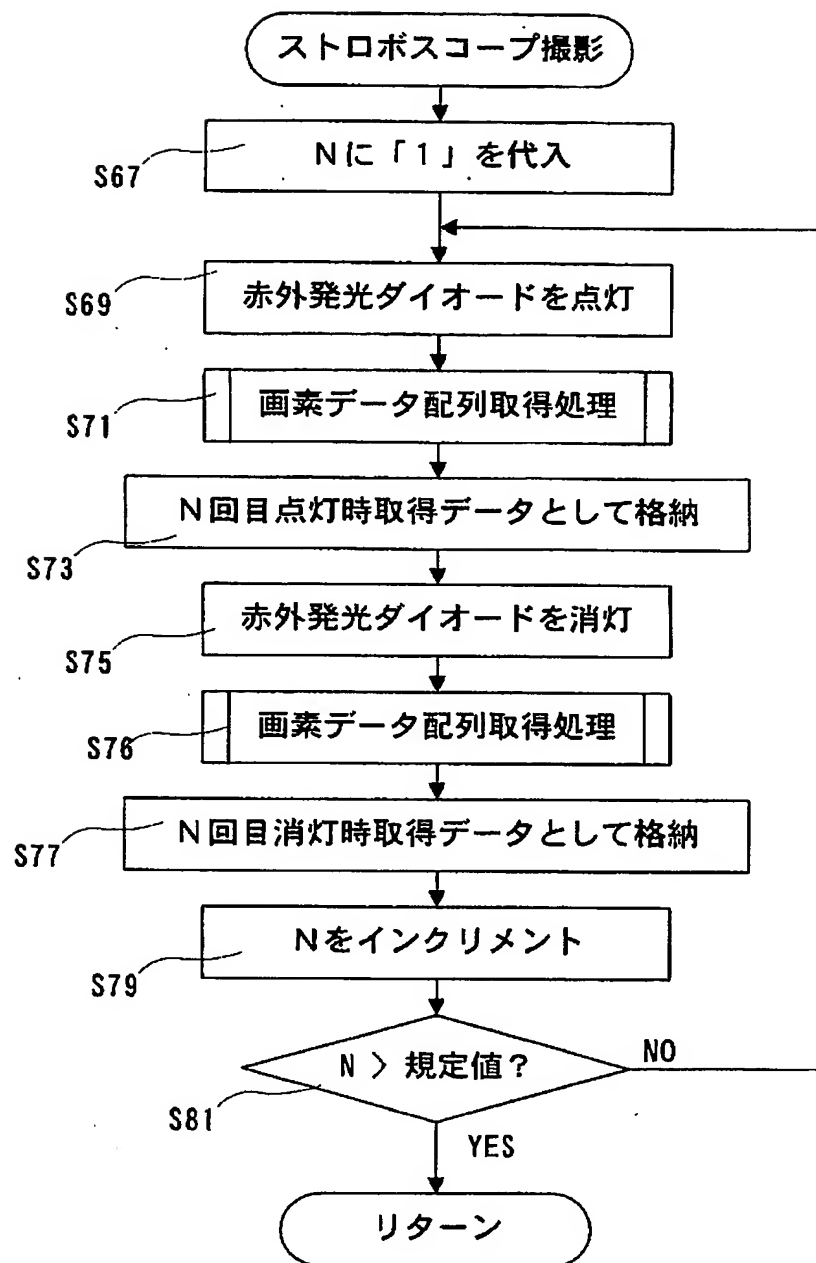 ストロボスコープ撮影
Nに「1」を代入
S67
赤外発光ダイオードを点灯
S69
画素データ配列取得処理
S71
N回目点灯時取得データとして格納
S73
赤外発光ダイオードを消灯
S75
画素データ配列取得処理
S76
N回目消灯時取得データとして格納
S77
Nをインクリメント
S79
N > 規定値?
NO
S81
YES
リターン